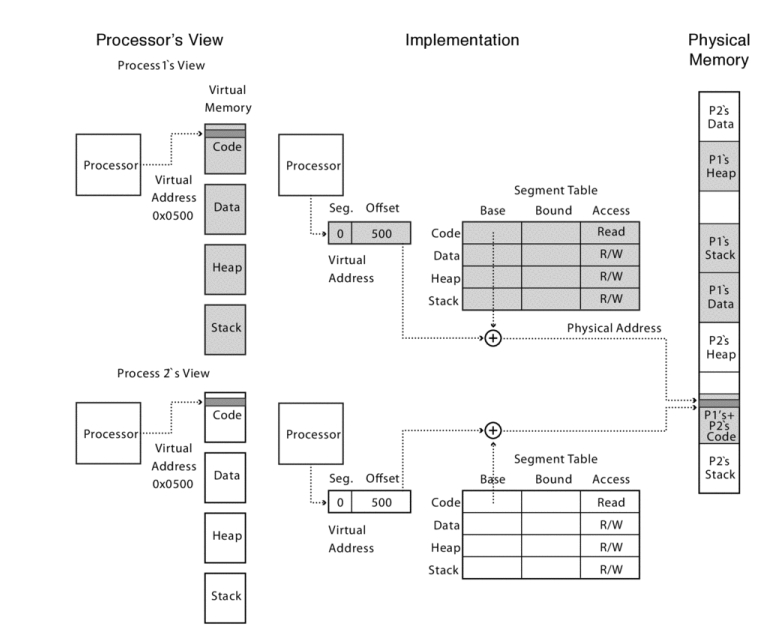 Processor's View
Implementation
Physical
Memory
Process1`s View
Virtual
Memory
Processor
Code
Virtual
Address
0x0500
Data
Heap
Stack
Processor
Seg. Offset
0 500
Virtual
Address
Segment Table
Base Bound Access
Code Read
Data R/W
Heap R/W
Stack R/W
Physical Address
P2`s
Data
P1`s
Heap
P1`s
Stack
P1`s
Data
P2`s
Heap
P1's+
P2`s
Code
P2`s
Stack
Process 2`s View
Processor
Code
Virtual
Address
0x0500
Data
Heap
Stack
Processor
Seg. Offset
0 500
Virtual
Address
Segment Table
Base Bound Access
Code Read
Data R/W
Heap R/W
Stack R/W